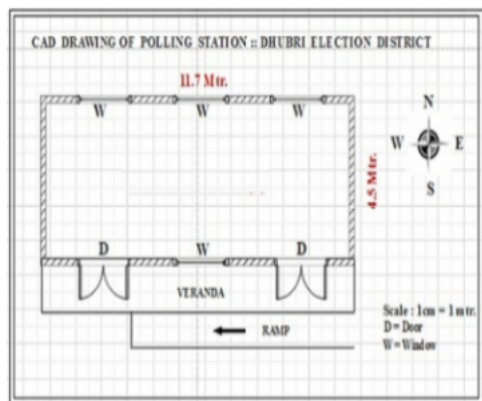 CAD DRAWING OF POLLING STATION :: DHUBRI ELECTION DISTRICT
11.7 Mtr.
W W W
N
W E
S
4.5 Mtr.
D W D
VERANDA
RAMP
Scale : 1cm = 1 mtr.
D = Door
W = Window